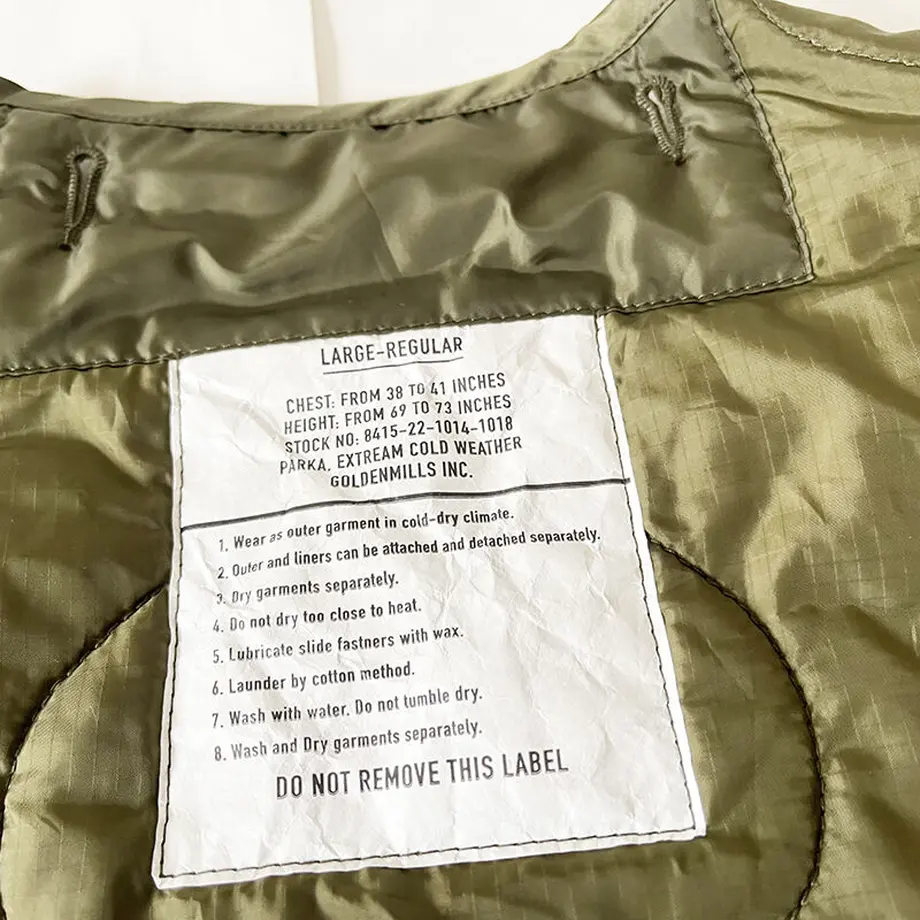 LARGE-REGULAR
CHEST: FROM 38 TO 41 INCHES
HEIGHT: FROM 69 TO 73 INCHES
STOCK NO: 8415-22-1014-1018
PARKA, EXTREAM COLD WEATHER
GOLDENMILLS INC.
1. Wear as outer garment in cold-dry climate.
2. Outer and liners can be attached and detached separately.
3. Dry garments separately.
4. Do not dry too close to heat.
5. Lubricate slide fastners with wax.
6. Launder by cotton method.
7. Wash with water. Do not tumble dry.
8. Wash and Dry garments separately.
DO NOT REMOVE THIS LABEL